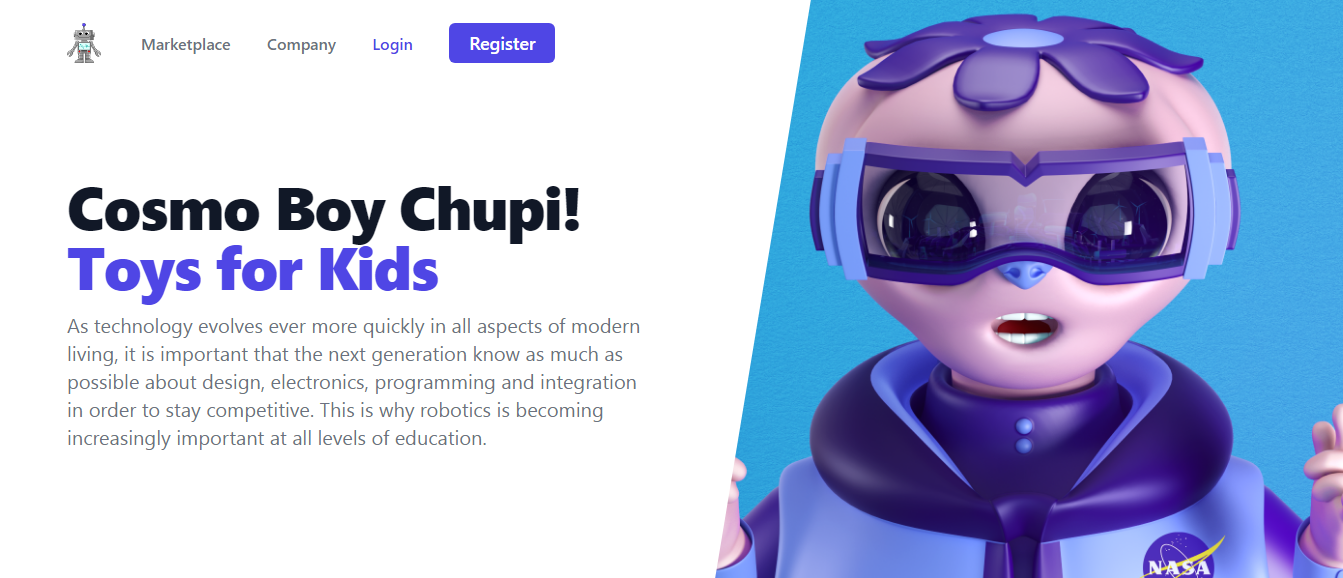 Marketplace Company Login Register
Cosmo Boy Chupi!
Toys for Kids
As technology evolves ever more quickly in all aspects of modern
living, it is important that the next generation know as much as
possible about design, electronics, programming and integration
in order to stay competitive. This is why robotics is becoming
increasingly important at all levels of education.
NASA